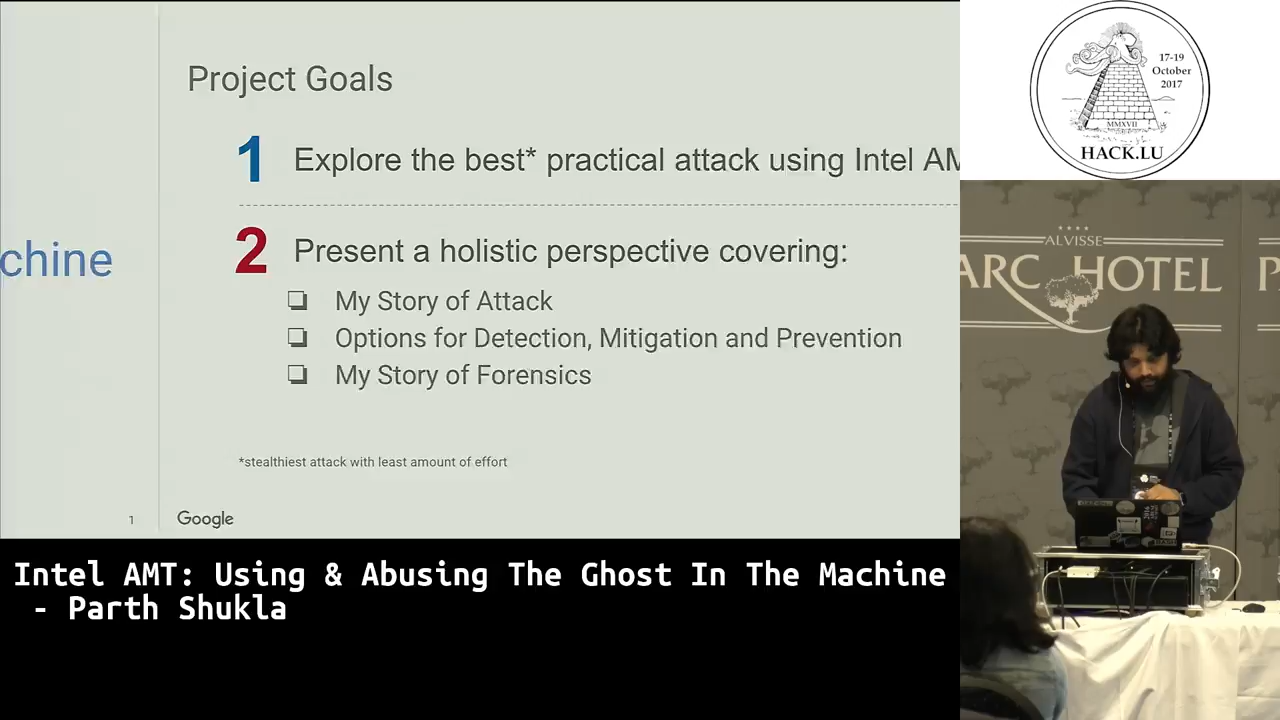 Project Goals
1 Explore the best* practical attack using Intel AM
chine
2 Present a holistic perspective covering:
❏ My Story of Attack
❏ Options for Detection, Mitigation and Prevention
❏ My Story of Forensics
*stealthiest attack with least amount of effort
1
Google
Intel AMT: Using & Abusing The Ghost In The Machine
- Parth Shukla
17-19
October
2017
MMXVII
HACK.LU
ALVISSE
PARC HOTEL
P